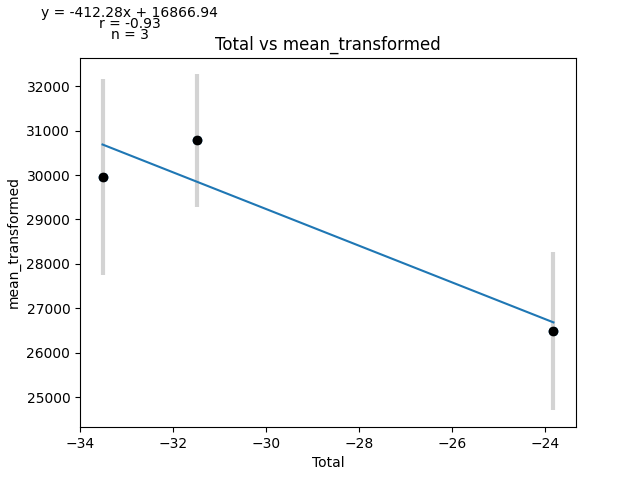 y = -412.28x + 16866.94
r = -0.93
n = 3
Total vs mean_transformed
32000
31000
30000
29000
28000
27000
26000
25000
mean_transformed
−34
−32
−30
−28
−26
−24
Total